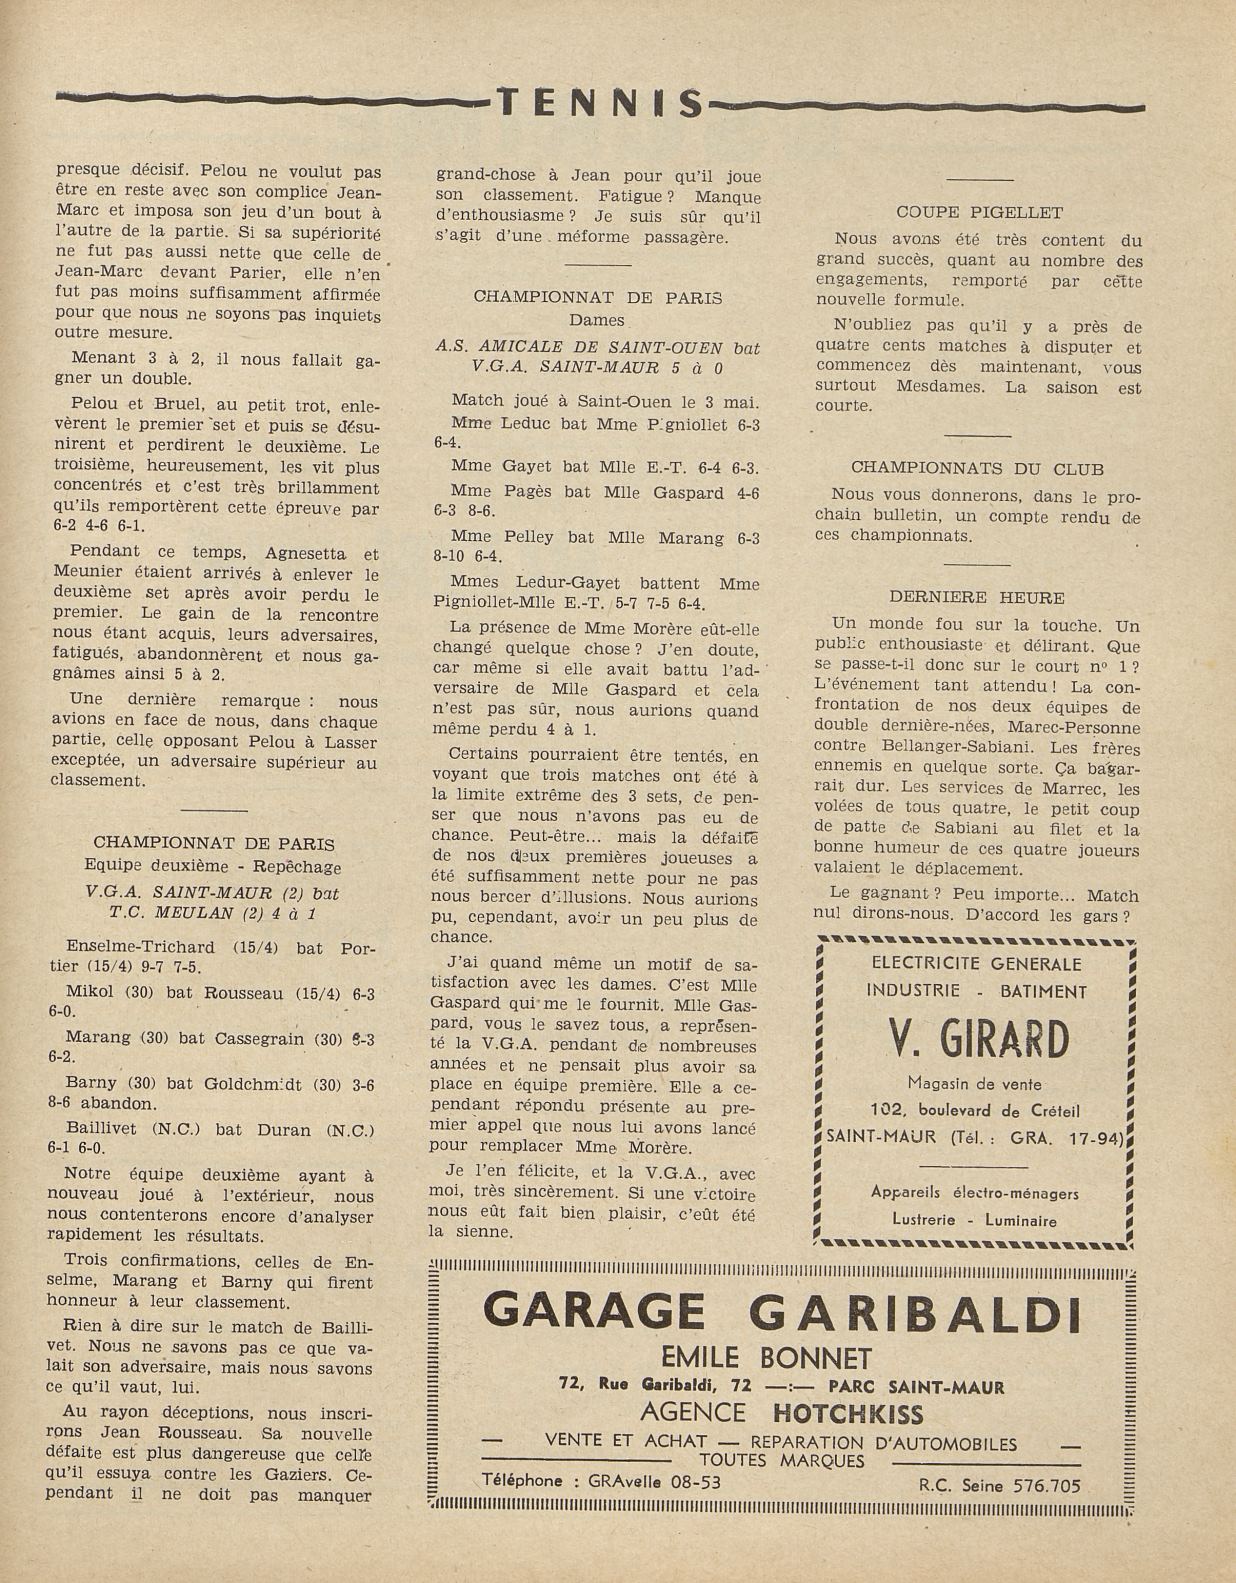 TENNIS
presque décisif. Pelou ne voulut pas
être en reste avec son complice Jean-
Marc et imposa son jeu d'un bout à
l'autre de la partie. Si sa supériorité
ne fut pas aussi nette que celle de
Jean-Marc devant Parier, elle n'en
fut pas moins suffisamment affirmée
pour que nous ne soyons pas inquiets
outre mesure.
Menant 3 à 2, il nous fallait ga-
gner un double.
Pelou et Bruel, au petit trot, enle-
vèrent le premier set et puis se désu-
nirent et perdirent le deuxième. Le
troisième, heureusement, les vit plus
concentrés et c'est très brillamment
qu'ils remportèrent cette épreuve par
6-2 4-6 6-1.
Pendant ce temps, Agnesetta et
Meunier étaient arrivés à enlever le
deuxième set après avoir perdu le
premier. Le gain de la rencontre
nous étant acquis, leurs adversaires,
fatigués, abandonnèrent et nous ga-
gnâmes ainsi 5 à 2.
Une dernière remarque : nous
avions en face de nous, dans chaque
partie, celle opposant Pelou à Lasser
exceptée, un adversaire supérieur au
classement.
CHAMPIONNAT DE PARIS
Equipe deuxième - Repêchage
V.G.A. SAINT-MAUR (2) bat
T.C. MEULAN (2) 4 à 1
Enselme-Trichard (15/4) bat Por-
tier (15/4) 9-7 7-5.
Mikol (30) bat Rousseau (15/4) 6-3
6-0.
Marang (30) bat Cassegrain (30) 6-3
6-2.
Barny (30) bat Goldchmidt (30) 3-6
8-6 abandon.
Baillivet (N.C.) bat Duran (N.C.)
6-1 6-0.
Notre équipe deuxième ayant à
nouveau joué à l'extérieur, nous
nous contenterons encore d'analyser
rapidement les résultats.
Trois confirmations, celles de En-
selme, Marang et Barny qui firent
honneur à leur classement.
Rien à dire sur le match de Bailli-
vet. Nous ne savons pas ce que va-
lait son adversaire, mais nous savons
ce qu'il vaut, lui.
Au rayon déceptions, nous inscri-
rons Jean Rousseau. Sa nouvelle
défaite est plus dangereuse que celle
qu'il essuya contre les Gaziers. Ce-
pendant il ne doit pas manquer
grand-chose à Jean pour qu'il joue
son classement. Fatigue ? Manque
d'enthousiasme ? Je suis sûr qu'il
s'agit d'une méforme passagère.
CHAMPIONNAT DE PARIS
Dames
A.S. AMICALE DE SAINT-OUEN bat
V.G.A. SAINT-MAUR 5 à 0
Match joué à Saint-Ouen le 3 mai.
Mme Leduc bat Mme Pigniollet 6-3
6-4.
Mme Gayet bat Mlle E.-T. 6-4 6-3.
Mme Pagès bat Mlle Gaspard 4-6
6-3 8-6.
Mme Pelley bat Mlle Marang 6-3
8-10 6-4.
Mmes Ledur-Gayet battent Mme
Pigniollet-Mlle E.-T. 5-7 7-5 6-4.
La présence de Mme Morère eût-elle
changé quelque chose ? J'en doute,
car même si elle avait battu l'ad-
versaire de Mlle Gaspard et cela
n'est pas sûr, nous aurions quand
même perdu 4 à 1.
Certains pourraient être tentés, en
voyant que trois matches ont été à
la limite extrême des 3 sets, de pen-
ser que nous n'avons pas eu de
chance. Peut-être... mais la défaite
de nos deux premières joueuses a
été suffisamment nette pour ne pas
nous bercer d'illusions. Nous aurions
pu, cependant, avoir un peu plus de
chance.
J'ai quand même un motif de sa-
tisfaction avec les dames. C'est Mlle
Gaspard qui me le fournit. Mlle Gas-
pard, vous le savez tous, a représen-
té la V.G.A. pendant de nombreuses
années et ne pensait plus avoir sa
place en équipe première. Elle a ce-
pendant répondu présente au pre-
mier appel que nous lui avons lancé
pour remplacer Mme Morère.
Je l'en félicite, et la V.G.A., avec
moi, très sincèrement. Si une victoire
nous eût fait bien plaisir, c'eût été
la sienne.
COUPE PIGELLET
Nous avons été très content du
grand succès, quant au nombre des
engagements, remporté par cette
nouvelle formule.
N'oubliez pas qu'il y a près de
quatre cents matches à disputer et
commencez dès maintenant, vous
surtout Mesdames. La saison est
courte.
CHAMPIONNATS DU CLUB
Nous vous donnerons, dans le pro-
chain bulletin, un compte rendu de
ces championnats.
DERNIERE HEURE
Un monde fou sur la touche. Un
public enthousiaste et délirant. Que
se passe-t-il donc sur le court n° 1 ?
L'événement tant attendu ! La con-
frontation de nos deux équipes de
double dernière-nées, Marec-Personne
contre Bellanger-Sabiani. Les frères
ennemis en quelque sorte. Ça bagar-
rait dur. Les services de Marrec, les
volées de tous quatre, le petit coup
de patte de Sabiani au filet et la
bonne humeur de ces quatre joueurs
valaient le déplacement.
Le gagnant ? Peu importe... Match
nul dirons-nous. D'accord les gars ?
ELECTRICITE GENERALE
INDUSTRIE - BATIMENT
V. GIRARD
Magasin de vente
102, boulevard de Créteil
SAINT-MAUR (Tél. : GRA. 17-94)
Appareils électro-ménagers
Lustrerie - Luminaire
GARAGE GARIBALDI
EMILE BONNET
72, Rue Garibaldi, 72 —:— PARC SAINT-MAUR
AGENCE HOTCHKISS
— VENTE ET ACHAT — REPARATION D'AUTOMOBILES —
TOUTES MARQUES
Téléphone : GRAvelle 08-53 R.C. Seine 576.705